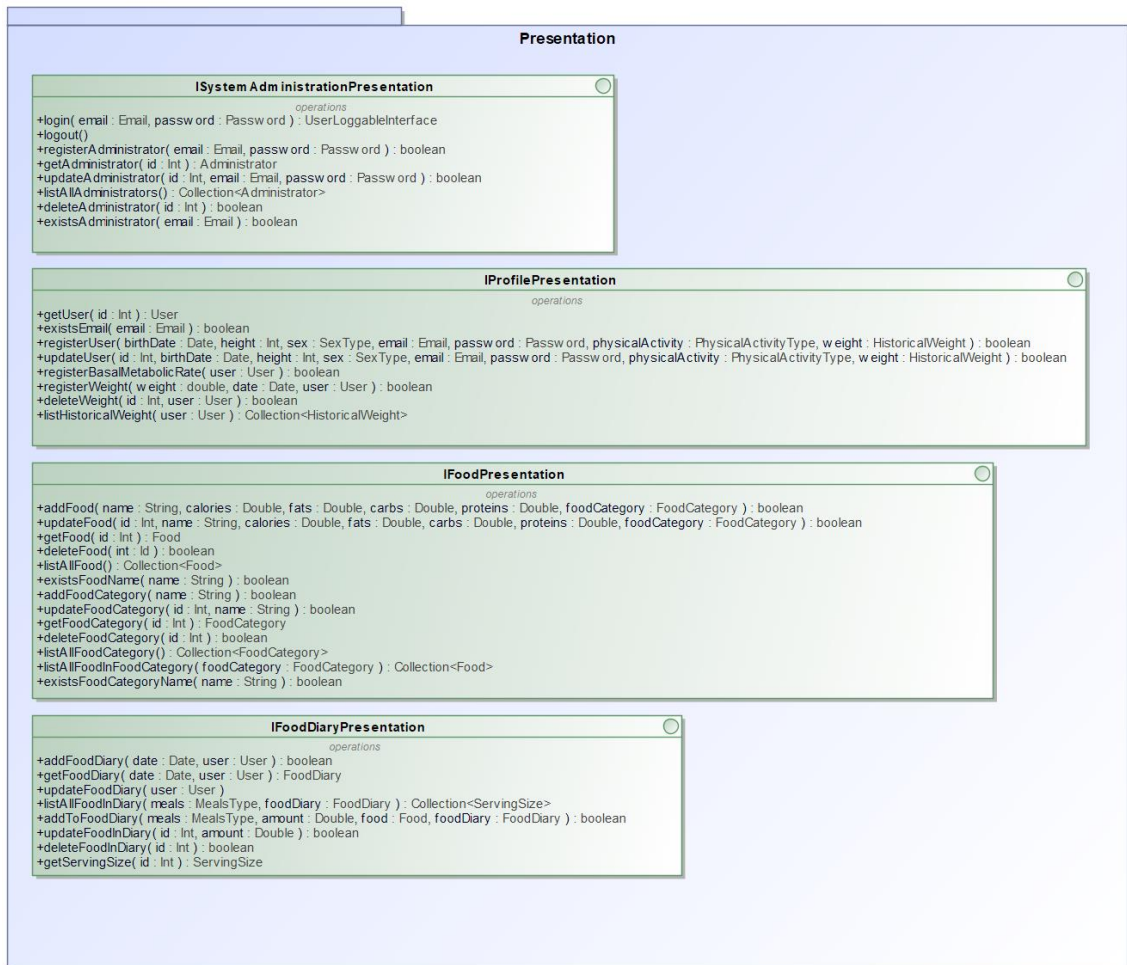 Presentation
ISystemAdministrationPresentation
operations
+login( email : Email, password : Password ) : UserLoggableInterface
+logout()
+registerAdministrator( email : Email, password : Password ) : boolean
+getAdministrator( id : Int ) : Administrator
+updateAdministrator( id : Int, email : Email, password : Password ) : boolean
+listAllAdministrators() : Collection<Administrator>
+deleteAdministrator( id : Int ) : boolean
+existsAdministrator( email : Email ) : boolean
IProfilePresentation
operations
+getUser( id : Int ) : User
+existsEmail( email : Email ) : boolean
+registerUser( birthDate : Date, height : Int, sex : SexType, email : Email, password : Password, physicalActivity : PhysicalActivityType, weight : HistoricalWeight ) : boolean
+updateUser( id : Int, birthDate : Date, height : Int, sex : SexType, email : Email, password : Password, physicalActivity : PhysicalActivityType, weight : HistoricalWeight ) : boolean
+registerBasalMetabolicRate( user : User ) : boolean
+registerWeight( weight : double, date : Date, user : User ) : boolean
+deleteWeight( id : Int, user : User ) : boolean
+listHistoricalWeight( user : User ) : Collection<HistoricalWeight>
IFoodPresentation
operations
+addFood( name : String, calories : Double, fats : Double, carbs : Double, proteins : Double, foodCategory : FoodCategory ) : boolean
+updateFood( id : Int, name : String, calories : Double, fats : Double, carbs : Double, proteins : Double, foodCategory : FoodCategory ) : boolean
+getFood( id : Int ) : Food
+deleteFood( int : Id ) : boolean
+listAllFood() : Collection<Food>
+existsFoodName( name : String ) : boolean
+addFoodCategory( name : String ) : boolean
+updateFoodCategory( id : Int, name : String ) : boolean
+getFoodCategory( id : Int ) : FoodCategory
+deleteFoodCategory( id : Int ) : boolean
+listAllFoodCategory() : Collection<FoodCategory>
+listAllFoodInFoodCategory( foodCategory : FoodCategory ) : Collection<Food>
+existsFoodCategoryName( name : String ) : boolean
IFoodDiaryPresentation
operations
+addFoodDiary( date : Date, user : User ) : boolean
+getFoodDiary( date : Date, user : User ) : FoodDiary
+updateFoodDiary( user : User )
+listAllFoodInDiary( meals : MealsType, foodDiary : FoodDiary ) : Collection<ServingSize>
+addToFoodDiary( meals : MealsType, amount : Double, food : Food, foodDiary : FoodDiary ) : boolean
+updateFoodInDiary( id : Int, amount : Double ) : boolean
+deleteFoodInDiary( id : Int ) : boolean
+getServingSize( id : Int ) : ServingSize